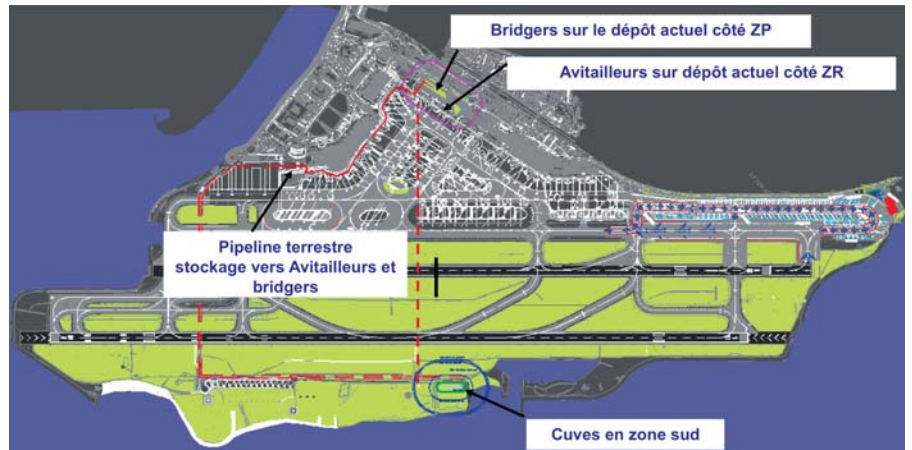 Bridgers sur le dépôt actuel côté ZP
Avitailleurs sur dépôt actuel côté ZR
Pipeline terrestre
stockage vers Avitailleurs et
bridgers
Cuves en zone sud